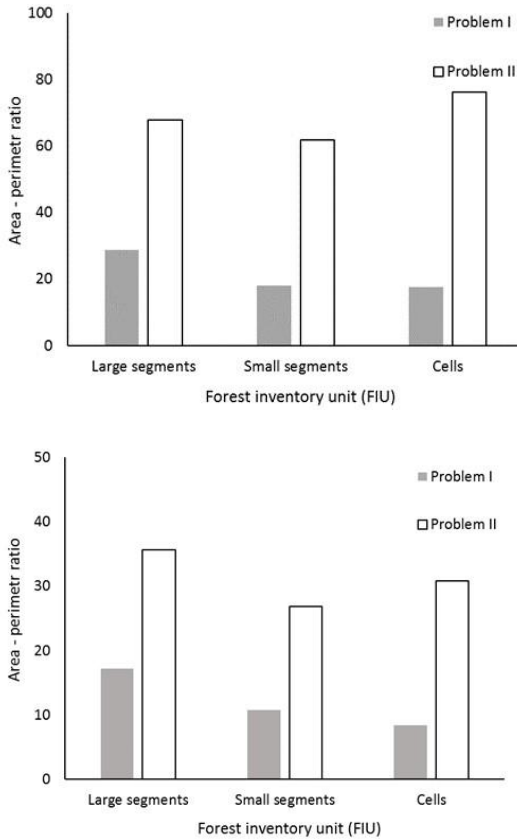 100
80
60
40
20
0
Area - perimetr ratio
Problem I
Problem II
Large segments Small segments Cells
Forest inventory unit (FIU)
50
40
30
20
10
0
Area - perimetr ratio
Problem I
Problem II
Large segments Small segments Cells
Forest inventory unit (FIU)